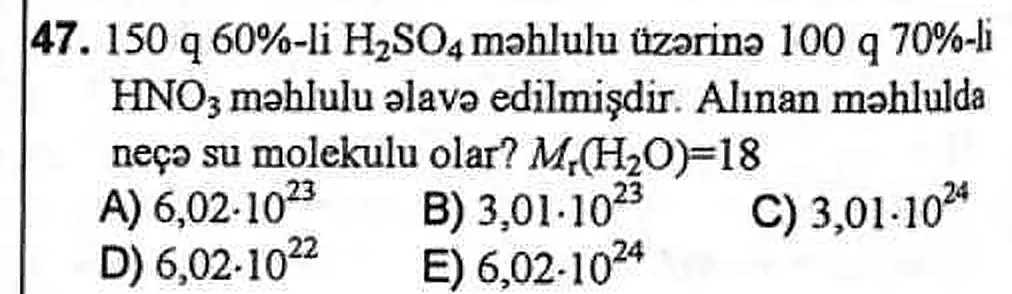 47. 150 q 60%-li H₂SO₄ məhlulu üzərinə 100 q 70%-li
HNO₃ məhlulu əlavə edilmişdir. Alınan məhlulda
neçə su molekulu olar? Mᵣ(H₂O)=18
A) 6,02·10²³ B) 3,01·10²³ C) 3,01·10²⁴
D) 6,02·10²² E) 6,02·10²⁴